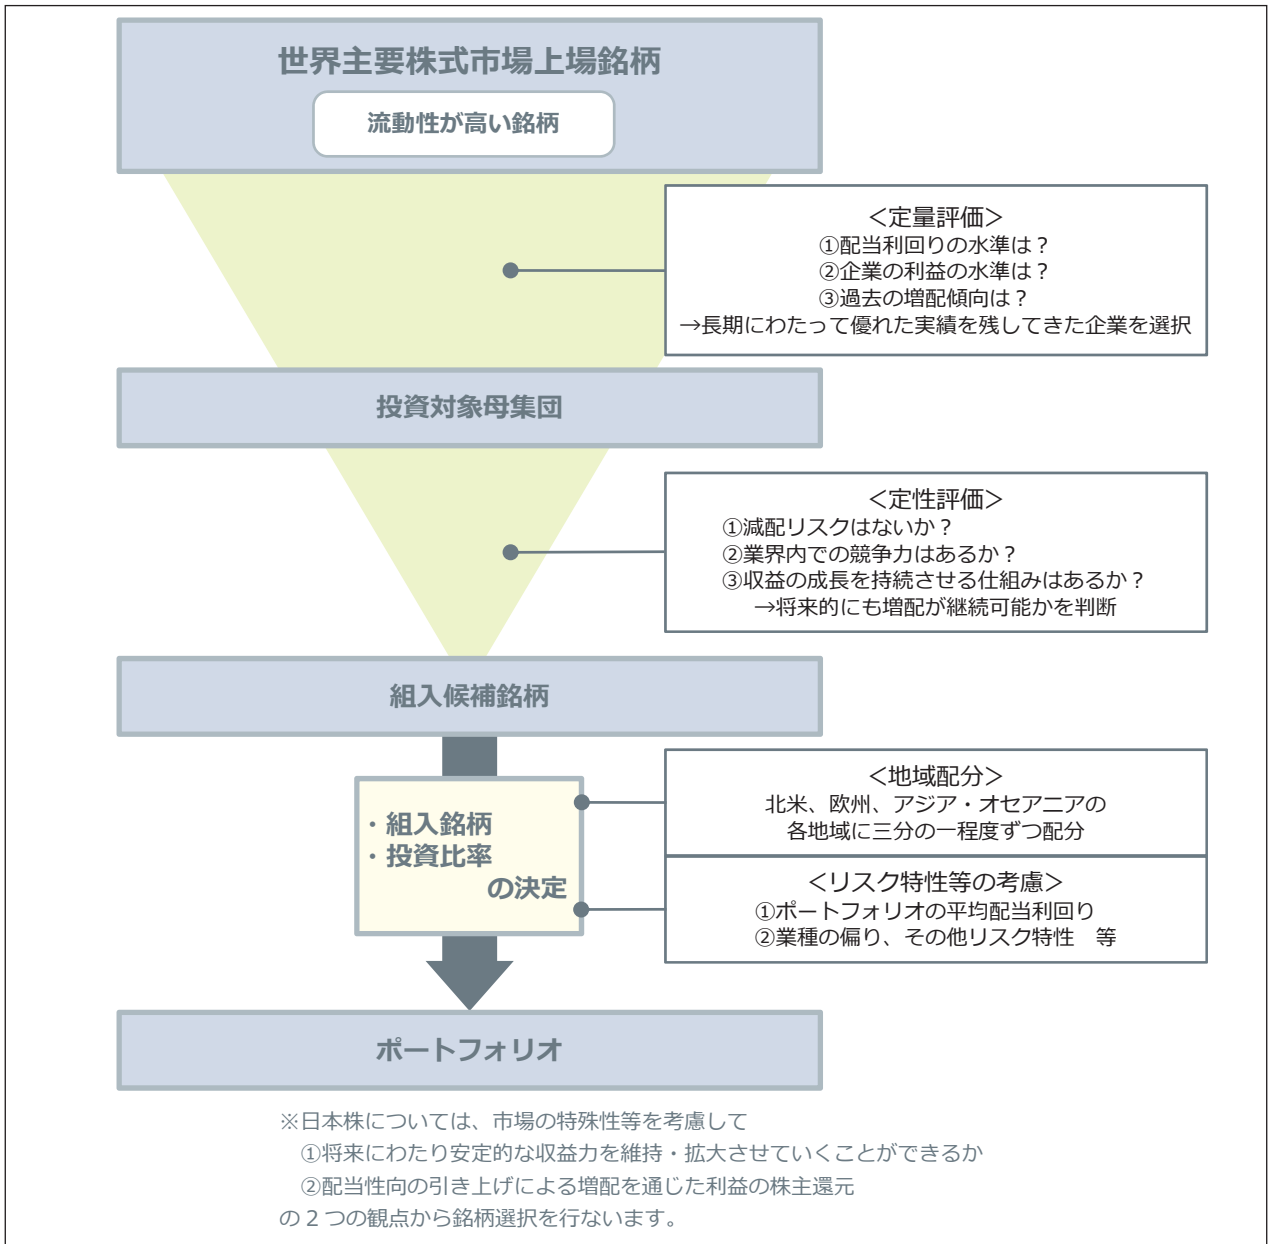 世界主要株式市場上場銘柄
流動性が高い銘柄
＜定量評価＞
①配当利回りの水準は？
②企業の利益の水準は？
③過去の増配傾向は？
→長期にわたって優れた実績を残してきた企業を選択
投資対象母集団
＜定性評価＞
①減配リスクはないか？
②業界内での競争力はあるか？
③収益の成長を持続させる仕組みはあるか？
→将来的にも増配が継続可能かを判断
組入候補銘柄
＜地域配分＞
北米、欧州、アジア・オセアニアの
各地域に三分の一程度ずつ配分
・組入銘柄
・投資比率
の決定
＜リスク特性等の考慮＞
①ポートフォリオの平均配当利回り
②業種の偏り、その他リスク特性　等
ポートフォリオ
※日本株については、市場の特殊性等を考慮して
①将来にわたり安定的な収益力を維持・拡大させていくことができるか
②配当性向の引き上げによる増配を通じた利益の株主還元
の２つの観点から銘柄選択を行ないます。